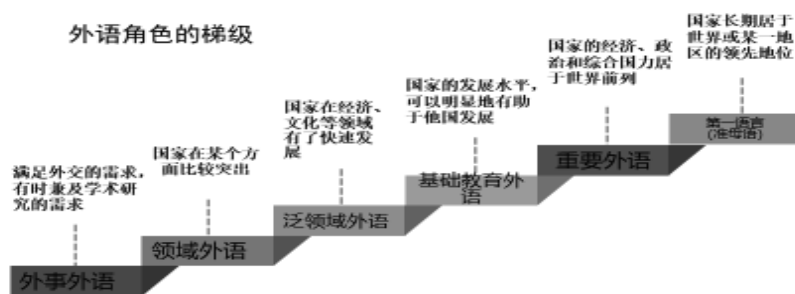 外语角色的梯级
满足外交的需求，
有时兼及学术研
究的需求
外事外语
国家在某个方
面比较突出
领域外语
国家在经济、
文化等领域
有了快速发
展
泛领域外语
国家的发展水平，
可以明显地有助
于他国发展
基础教育外
语
国家的经济、政
治和综合国力居
于世界前列
重要外语
国家长期居于
世界或某一地
区的领先地位
第一语言
(准母语)